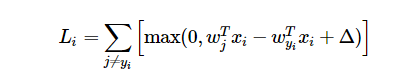 L_i = \sum_{j \neq y_i} \left[ \max(0, w_j^T x_i - w_{y_i}^T x_i + \Delta) \right]